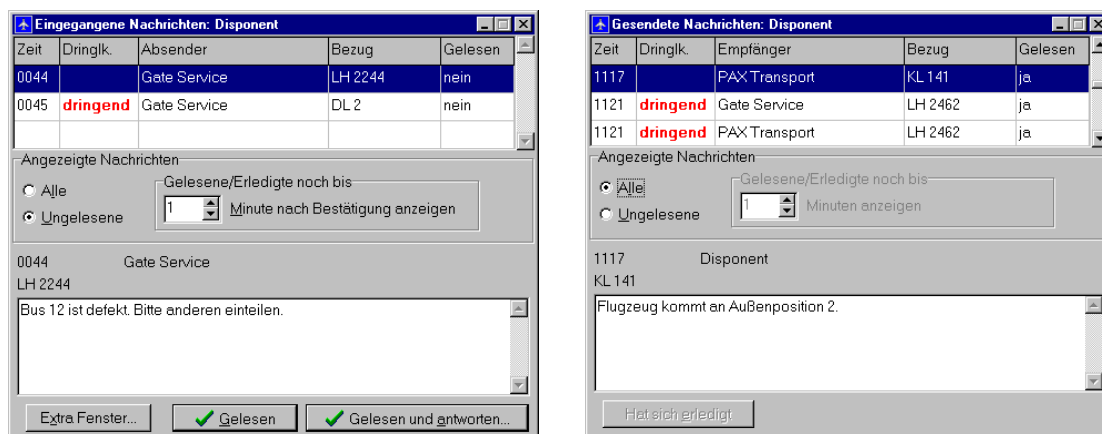 Eingegangene Nachrichten: Disponent
Zeit Dringlk. Absender Bezug Gelesen
0044 Gate Service LH 2244 nein
0045 dringend Gate Service DL 2 nein
Angezeigte Nachrichten
Alle
Ungelesene
Gelesene/Erledigte noch bis
1 Minute nach Bestätigung anzeigen
0044 Gate Service
LH 2244
Bus 12 ist defekt. Bitte anderen einteilen.
Extra Fenster... Gelesen Gelesen und antworten...
Gesendete Nachrichten: Disponent
Zeit Dringlk. Empfänger Bezug Gelesen
1117 PAX Transport KL 141 ja
1121 dringend Gate Service LH 2462 ja
1121 dringend PAX Transport LH 2462 ja
Angezeigte Nachrichten
Alle
Ungelesene
Gelesene/Erledigte noch bis
1 Minuten anzeigen
1117 Disponent
KL 141
Flugzeug kommt an Außenposition 2.
Hat sich erledigt